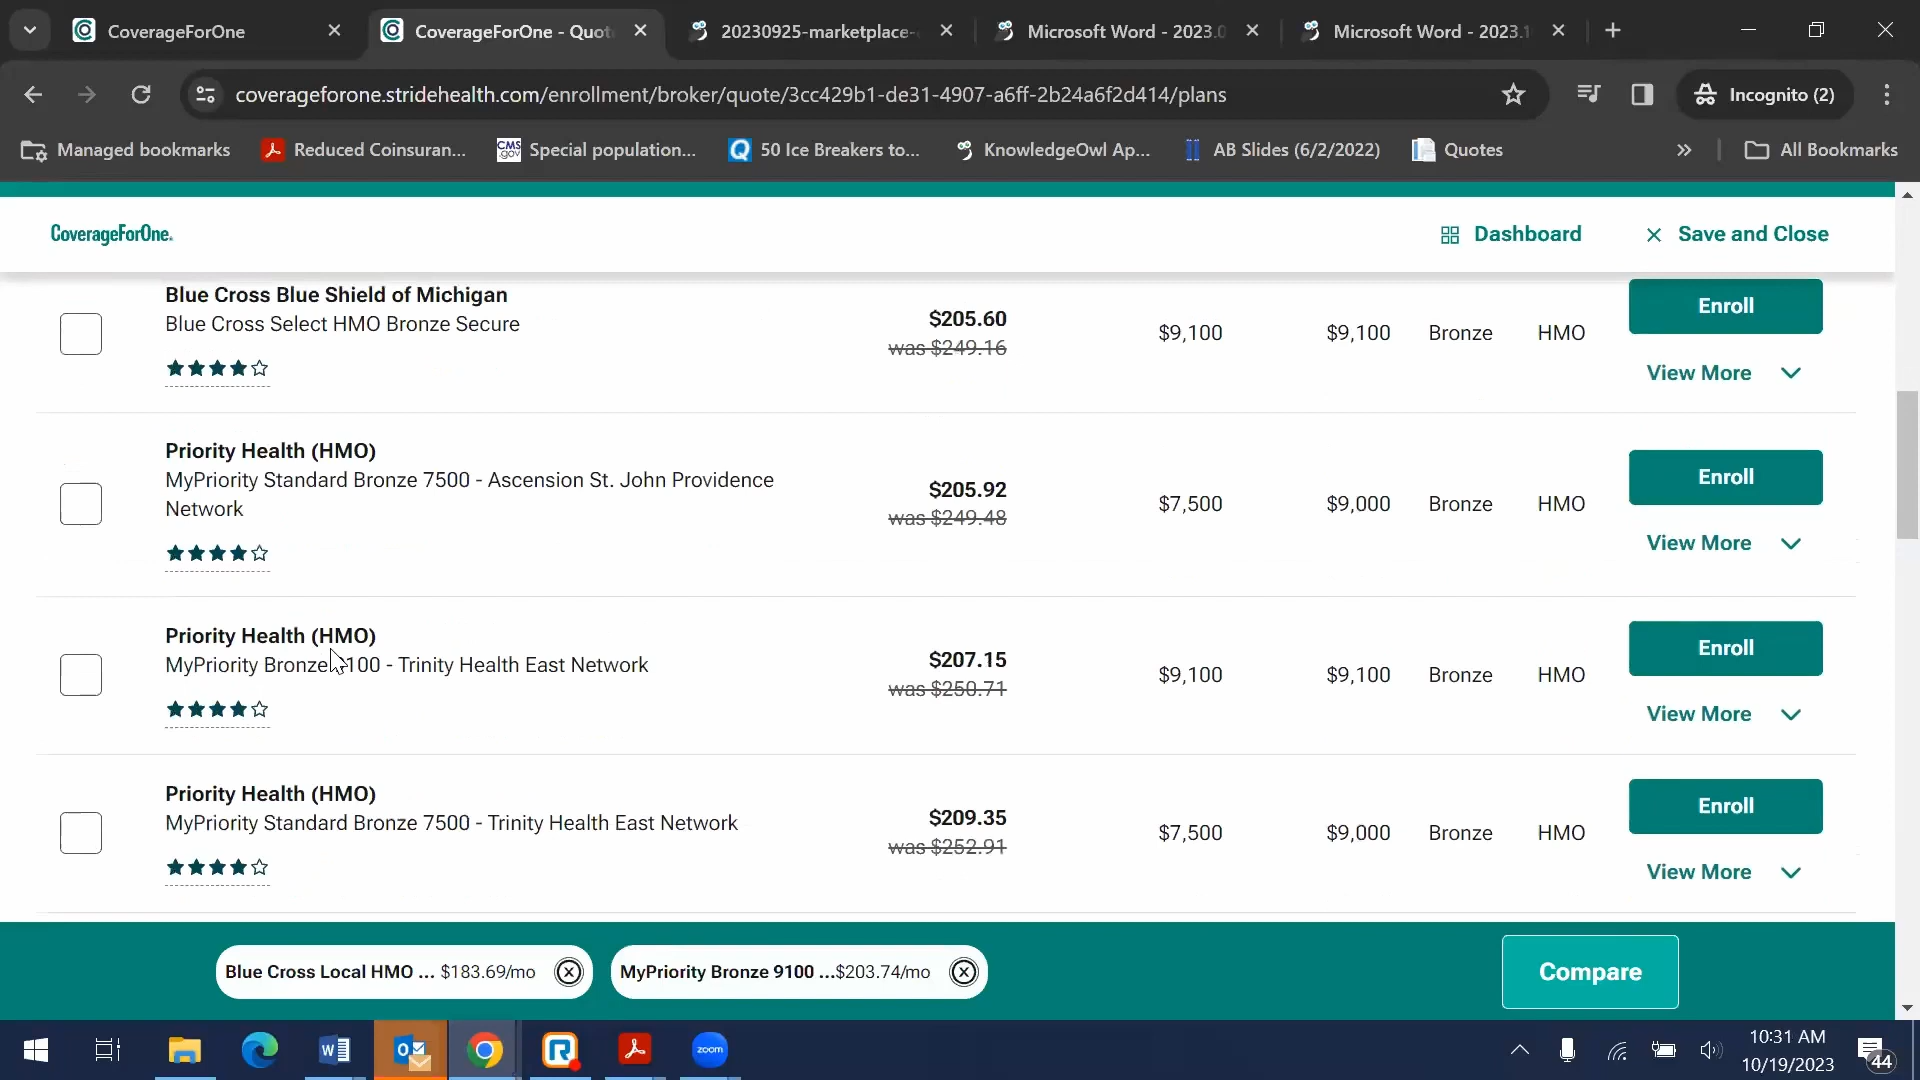 CoverageForOne
CoverageForOne - Quot
20230925-marketplace-
Microsoft Word - 2023.0
Microsoft Word - 2023.1
coverageforone.stridehealth.com/enrollment/broker/quote/3cc429b1-de31-4907-a6ff-2b24a6f2d414/plans
Incognito (2)
Managed bookmarks
Reduced Coinsuran...
CMS.gov
Special population...
50 Ice Breakers to...
KnowledgeOwl Ap...
AB Slides (6/2/2022)
Quotes
All Bookmarks
CoverageForOne.
Dashboard
Save and Close
Blue Cross Blue Shield of Michigan
Blue Cross Select HMO Bronze Secure
$205.60
was $249.16
$9,100
$9,100
Bronze
HMO
Enroll
View More
Priority Health (HMO)
MyPriority Standard Bronze 7500 - Ascension St. John Providence
Network
$205.92
was $249.48
$7,500
$9,000
Bronze
HMO
Enroll
View More
Priority Health (HMO)
MyPriority Bronze 100 - Trinity Health East Network
$207.15
was $250.71
$9,100
$9,100
Bronze
HMO
Enroll
View More
Priority Health (HMO)
MyPriority Standard Bronze 7500 - Trinity Health East Network
$209.35
was $252.91
$7,500
$9,000
Bronze
HMO
Enroll
View More
Blue Cross Local HMO ... $183.69/mo
MyPriority Bronze 9100 ...$203.74/mo
Compare
zoom
10:31 AM
10/19/2023
44